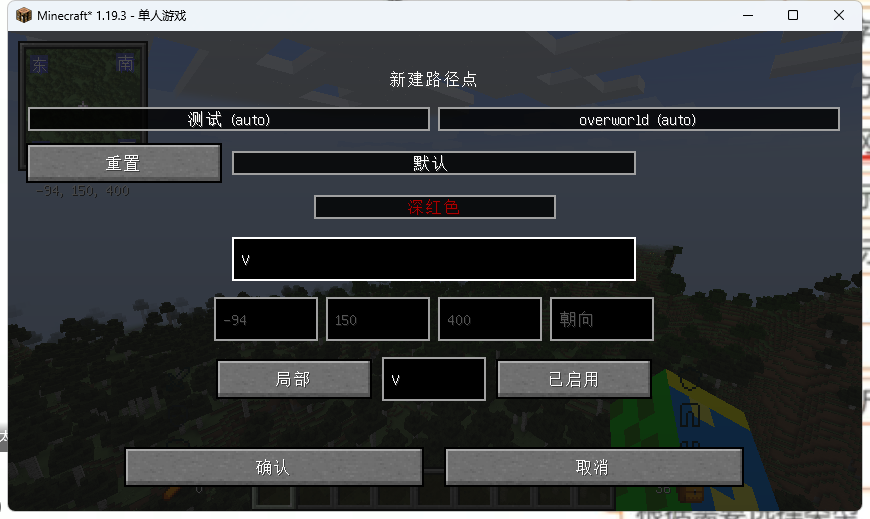 Minecraft* 1.19.3 - 单人游戏
东 南
新建路径点
测试 (auto) overworld (auto)
重置 默认
-94, 150, 400
深红色
v
-94 150 400 朝向
局部 v 已启用
确认 取消